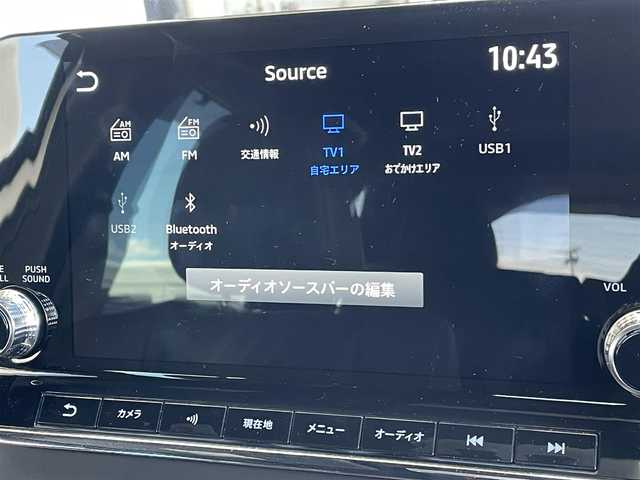 Source
10:43
AM
AM
FM
FM
交通情報
TV1
自宅エリア
TV2
おでかけエリア
USB1
USB2
Bluetooth
オーディオ
オーディオソースバーの編集
PUSH
SOUND
VOL
カメラ
現在地
メニュー
オーディオ